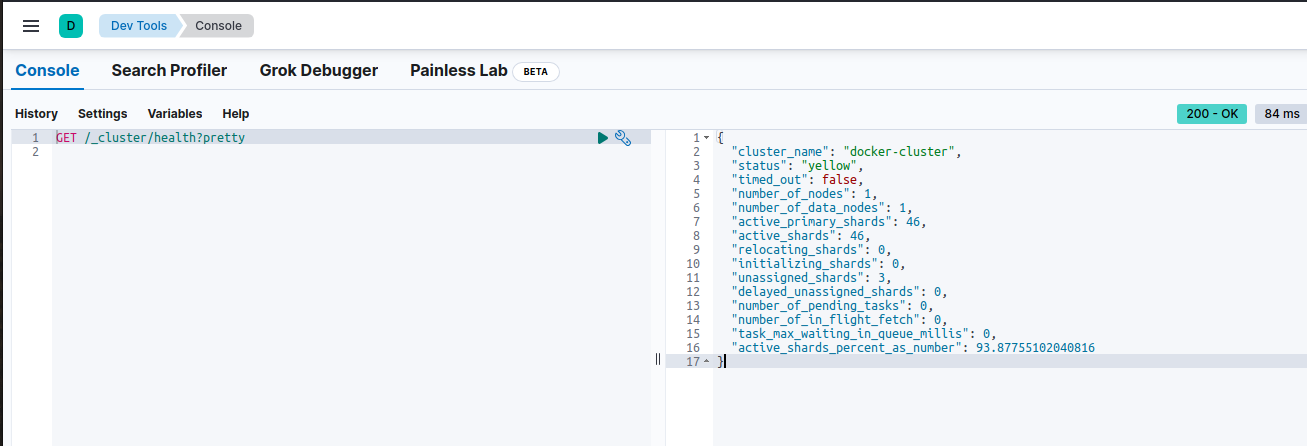 D Dev Tools Console
Console Search Profiler Grok Debugger Painless Lab BETA
History Settings Variables Help 200 - OK 84 ms
1 GET /_cluster/health?pretty
2
1 {
2 "cluster_name": "docker-cluster",
3 "status": "yellow",
4 "timed_out": false,
5 "number_of_nodes": 1,
6 "number_of_data_nodes": 1,
7 "active_primary_shards": 46,
8 "active_shards": 46,
9 "relocating_shards": 0,
10 "initializing_shards": 0,
11 "unassigned_shards": 3,
12 "delayed_unassigned_shards": 0,
13 "number_of_pending_tasks": 0,
14 "number_of_in_flight_fetch": 0,
15 "task_max_waiting_in_queue_millis": 0,
16 "active_shards_percent_as_number": 93.87755102040816
17 }